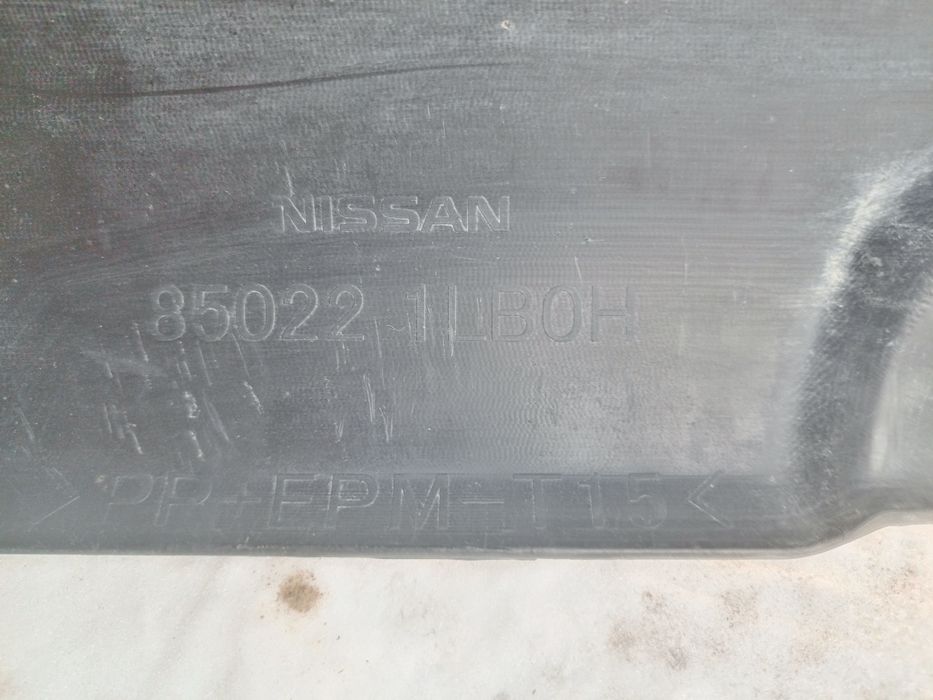 NISSAN
85022 1LB0H
>PP+EPM-T15<